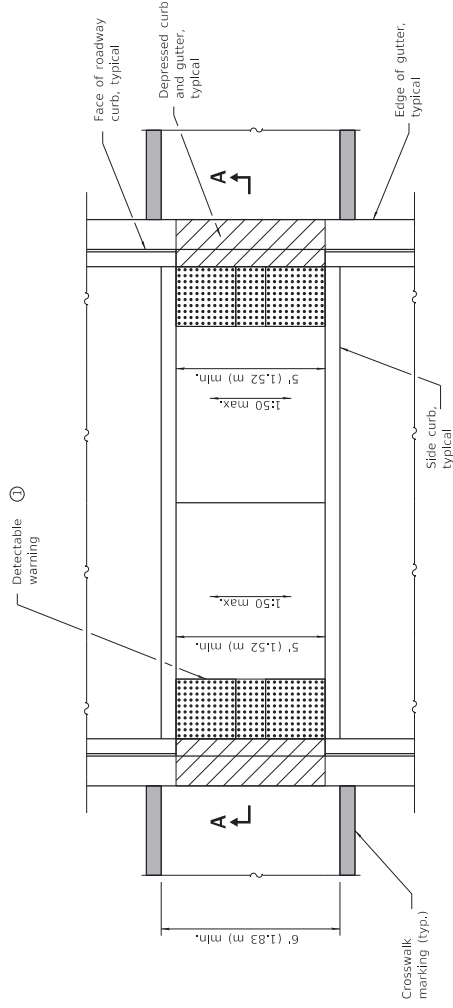 Face of roadway
curb, typical
Depressed curb
and gutter,
typical
Edge of gutter,
typical
A
5' (1.52 m) min.
1:50 max.
Side curb,
typical
Detectable
warning
1
1:50 max.
5' (1.52 m) min.
A
6' (1.83 m) min.
Crosswalk
marking (typ.)